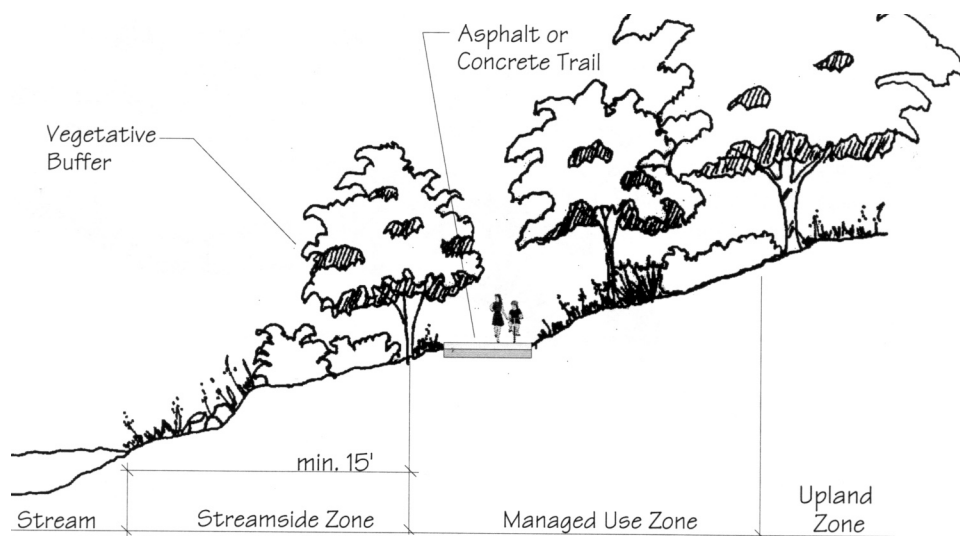 Asphalt or
Concrete Trail
Vegetative
Buffer
min. 15'
Stream
Streamside Zone
Managed Use Zone
Upland
Zone